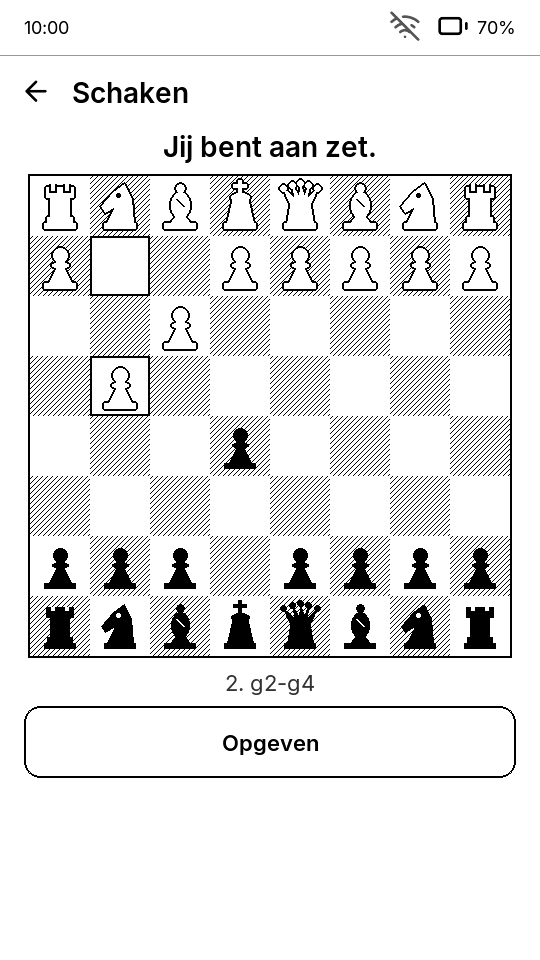 10:00
70%
Schaken
Jij bent aan zet.
2. g2-g4
Opgeven